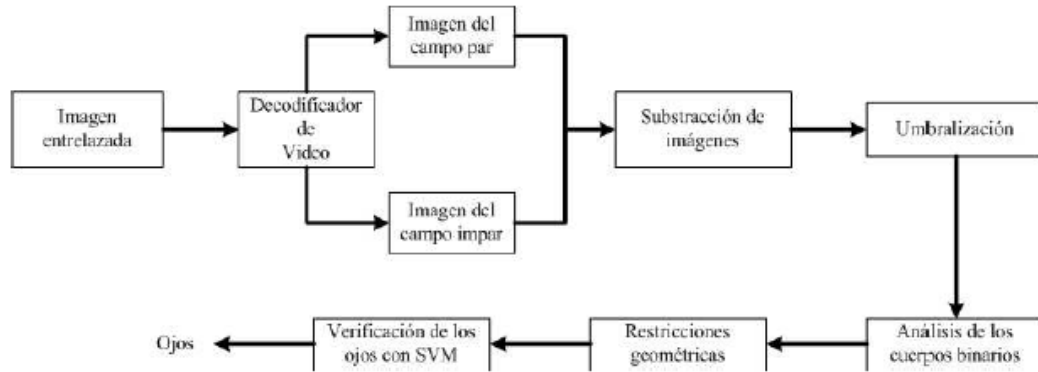 Imagen
entrelazada
Decodificador
de
Video
Imagen del
campo par
Imagen del
campo impar
Substracción de
imágenes
Umbralización
Análisis de los
cuerpos binarios
Restricciones
geométricas
Verificación de los
ojos con SVM
Ojos